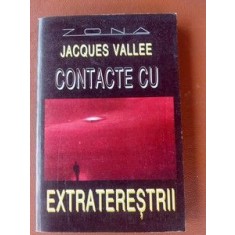 ZONA
JACQUES VALLEE
CONTACTE CU
EXTRATEREȘTRII